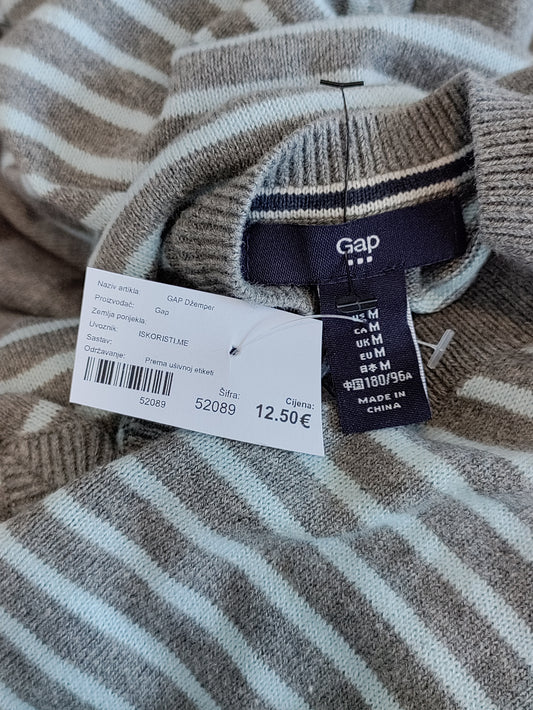 Gap
Naziv artikla: GAP Džemper
Proizvođač: Gap
Zemlja porijekla:
Uvoznik: ISKORISTI.ME
Sastav:
Održavanje: Prema ušivnoj etiketi
52089
Šifra:
52089
Cijena:
12.50€
US M
CA M
UK M
EU M
日本 M
中国 180/96A
MADE IN
CHINA